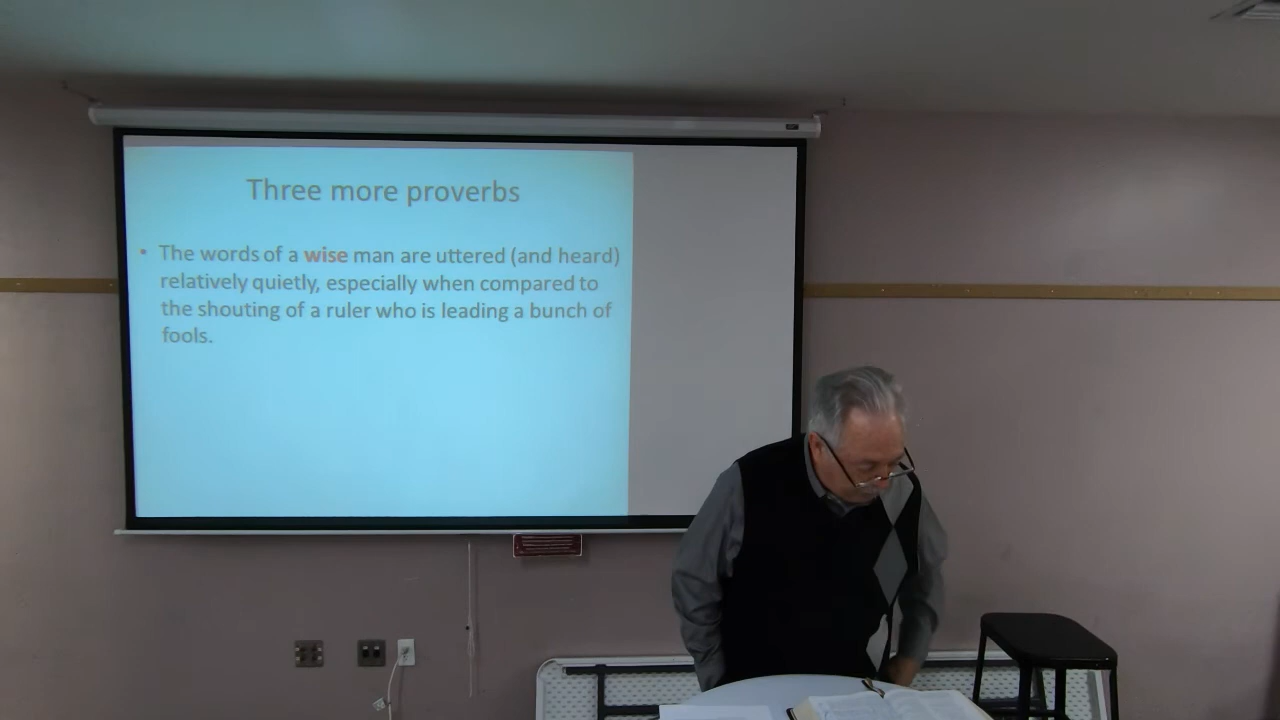 Three more proverbs
• The words of a wise man are uttered (and heard)
relatively quietly, especially when compared to
the shouting of a ruler who is leading a bunch of
fools.